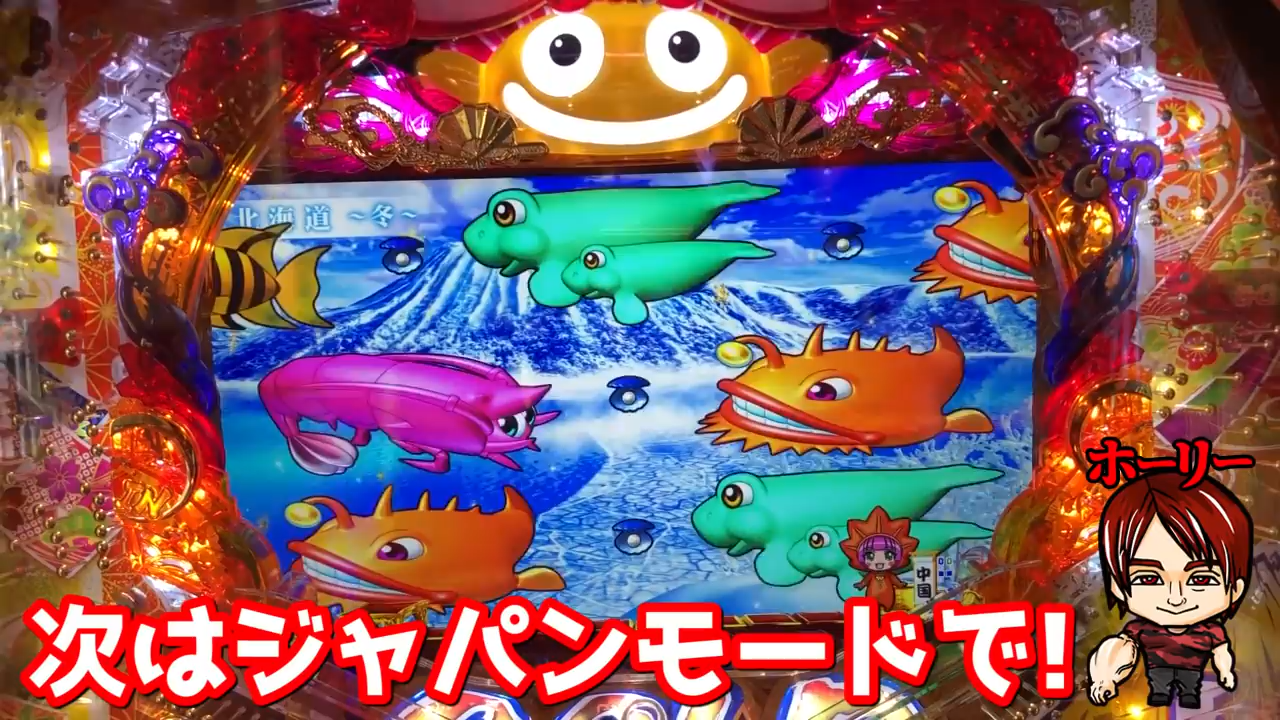 北海道 ~冬~
ホーリー
中国
次はジャパンモードで!